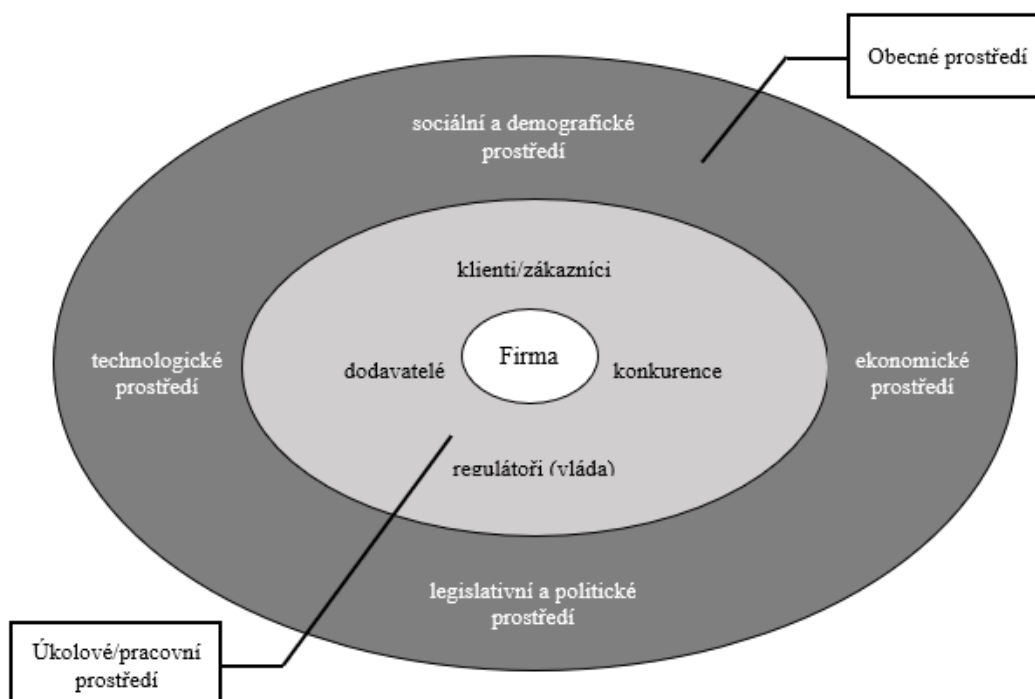 Obecné prostředí
sociální a demografické
prostředí
klienti/zákazníci
Firma
technologické
prostředí
dodavatelé
konkurence
ekonomické
prostředí
regulátoři (vláda)
legislativní a politické
prostředí
Úkolové/pracovní
prostředí